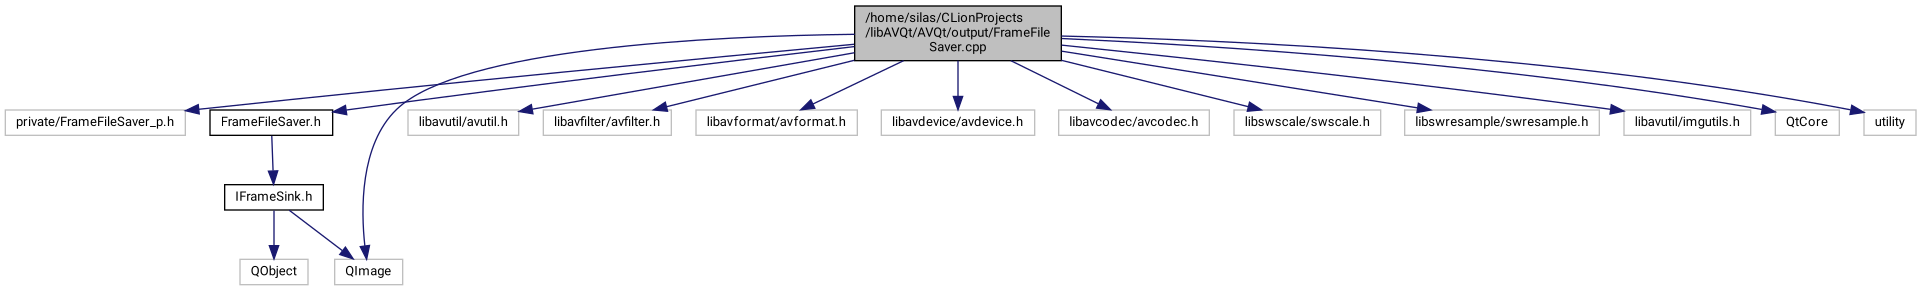 /home/silas/CLionProjects
/libAVQt/AVQt/output/FrameFile
Saver.cpp
private/FrameFileSaver_p.h
FrameFileSaver.h
libavutil/avutil.h
libavfilter/avfilter.h
libavformat/avformat.h
libavdevice/avdevice.h
libavcodec/avcodec.h
libswscale/swscale.h
libswresample/swresample.h
libavutil/imgutils.h
QtCore
utility
IFrameSink.h
QObject
QImage